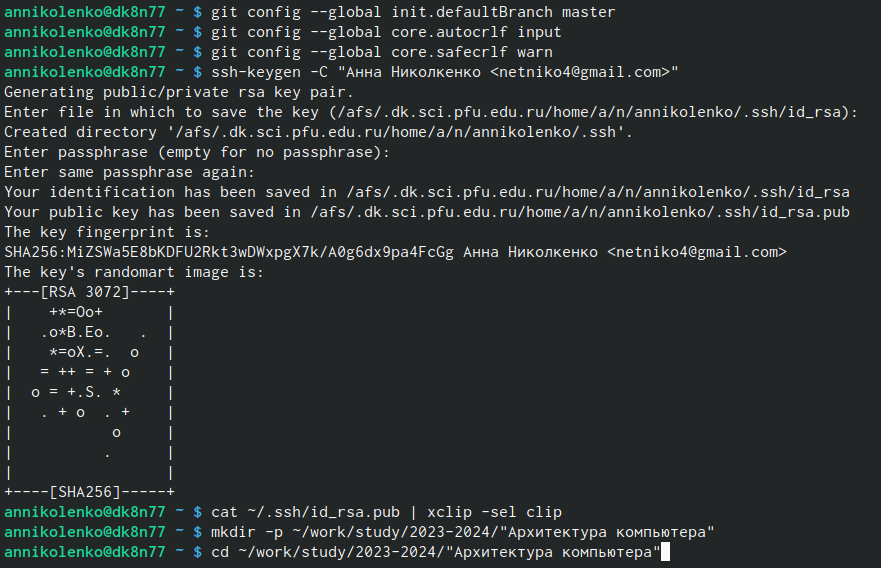 annikolenko@dk8n77 ~ $ git config --global init.defaultBranch master
annikolenko@dk8n77 ~ $ git config --global core.autocrlf input
annikolenko@dk8n77 ~ $ git config --global core.safecrlf warn
annikolenko@dk8n77 ~ $ ssh-keygen -C "Анна Николкенко <netniko4@gmail.com>"
Generating public/private rsa key pair.
Enter file in which to save the key (/afs/.dk.sci.pfu.edu.ru/home/a/n/annikolenko/.ssh/id_rsa):
Created directory '/afs/.dk.sci.pfu.edu.ru/home/a/n/annikolenko/.ssh'.
Enter passphrase (empty for no passphrase):
Enter same passphrase again:
Your identification has been saved in /afs/.dk.sci.pfu.edu.ru/home/a/n/annikolenko/.ssh/id_rsa
Your public key has been saved in /afs/.dk.sci.pfu.edu.ru/home/a/n/annikolenko/.ssh/id_rsa.pub
The key fingerprint is:
SHA256:MiZSWa5E8bKDFU2Rkt3wDWxpgX7k/A0g6dx9pa4FcGg Анна Николкенко <netniko4@gmail.com>
The key's randomart image is:
+---[RSA 3072]----+
|    +*=Oo+       |
|   .o*B.Eo.   .  |
|    *=oX.=.  o   |
|   = ++ = + o    |
|  o = +.S. *     |
|   . + o  . +    |
|           o     |
|          .      |
|                 |
+----[SHA256]-----+
annikolenko@dk8n77 ~ $ cat ~/.ssh/id_rsa.pub | xclip -sel clip
annikolenko@dk8n77 ~ $ mkdir -p ~/work/study/2023-2024/"Архитектура компьютера"
annikolenko@dk8n77 ~ $ cd ~/work/study/2023-2024/"Архитектура компьютера"